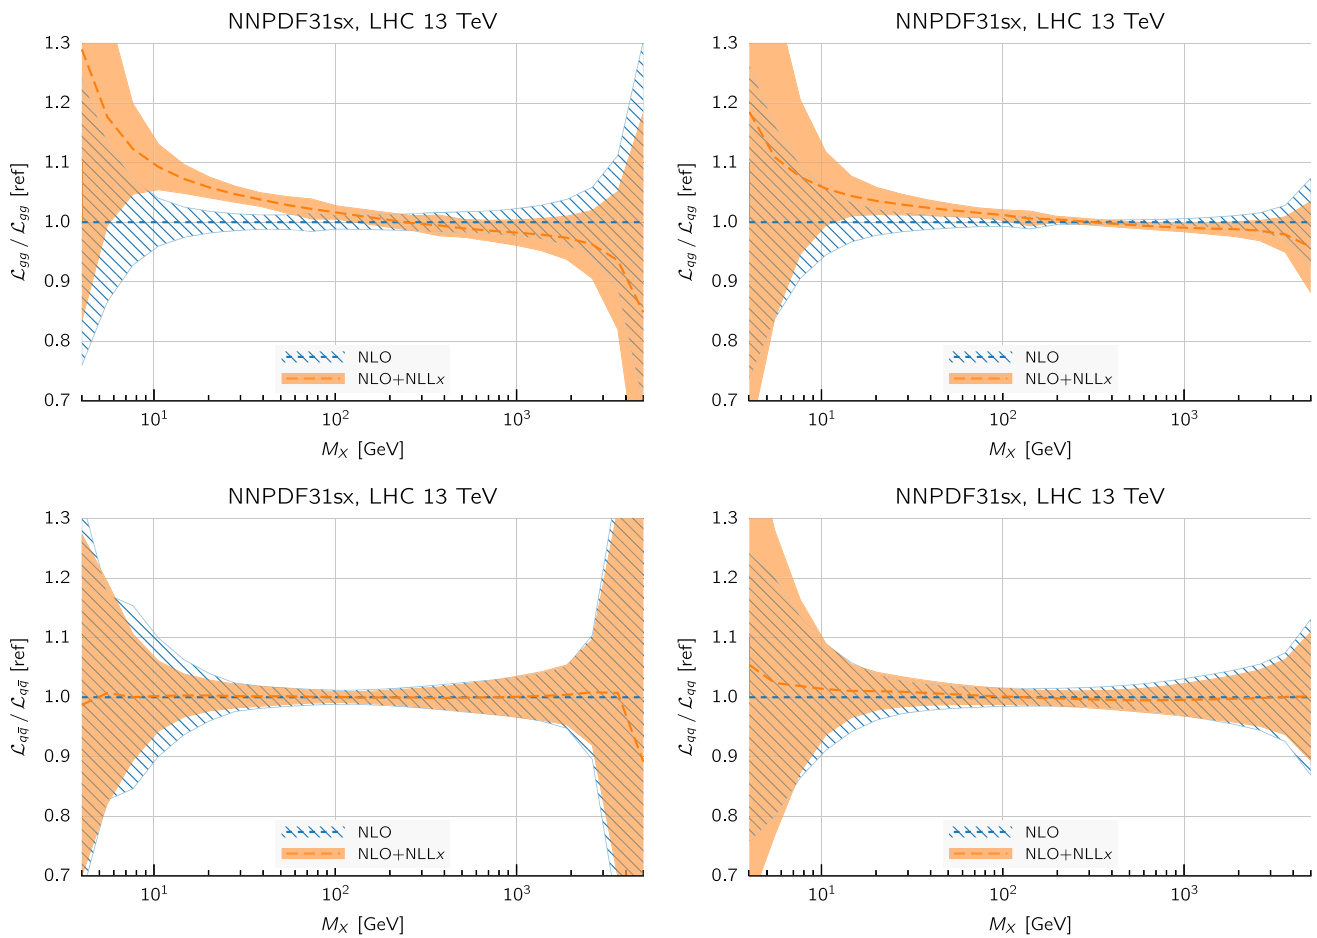 NNPDF31sx, LHC 13 TeV
1.3
1.2
1.1
1.0
0.9
0.8
0.7
ℒgg / ℒgg [ref]
NLO
NLO+NLLx
10¹
10²
10³
M_X [GeV]
NNPDF31sx, LHC 13 TeV
1.3
1.2
1.1
1.0
0.9
0.8
0.7
ℒqg / ℒqg [ref]
NLO
NLO+NLLx
10¹
10²
10³
M_X [GeV]
NNPDF31sx, LHC 13 TeV
1.3
1.2
1.1
1.0
0.9
0.8
0.7
ℒqq̄ / ℒqq̄ [ref]
NLO
NLO+NLLx
10¹
10²
10³
M_X [GeV]
NNPDF31sx, LHC 13 TeV
1.3
1.2
1.1
1.0
0.9
0.8
0.7
ℒqq / ℒqq [ref]
NLO
NLO+NLLx
10¹
10²
10³
M_X [GeV]